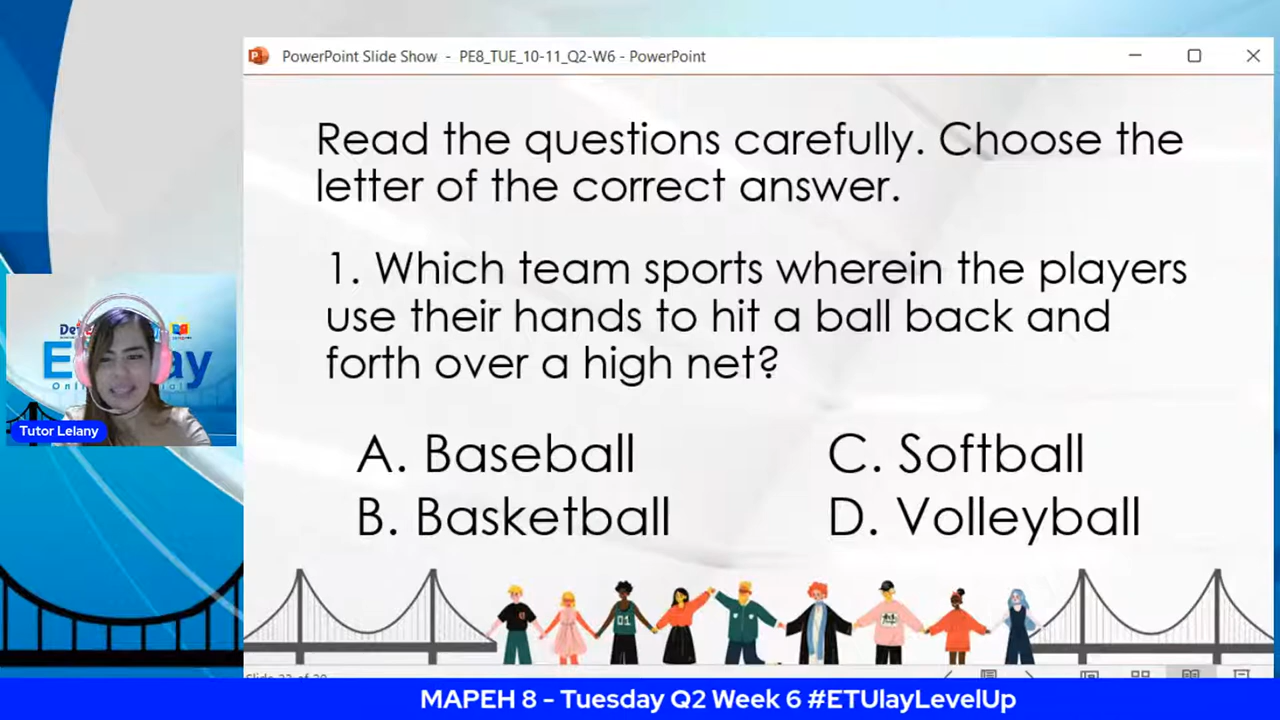 PowerPoint Slide Show - PE8_TUE_10-11_Q2-W6 - PowerPoint
Read the questions carefully. Choose the
letter of the correct answer.
1. Which team sports wherein the players
use their hands to hit a ball back and
forth over a high net?
A. Baseball
C. Softball
B. Basketball
D. Volleyball
Tutor Lelany
01
MAPEH 8 - Tuesday Q2 Week 6 #ETUlayLevelUp